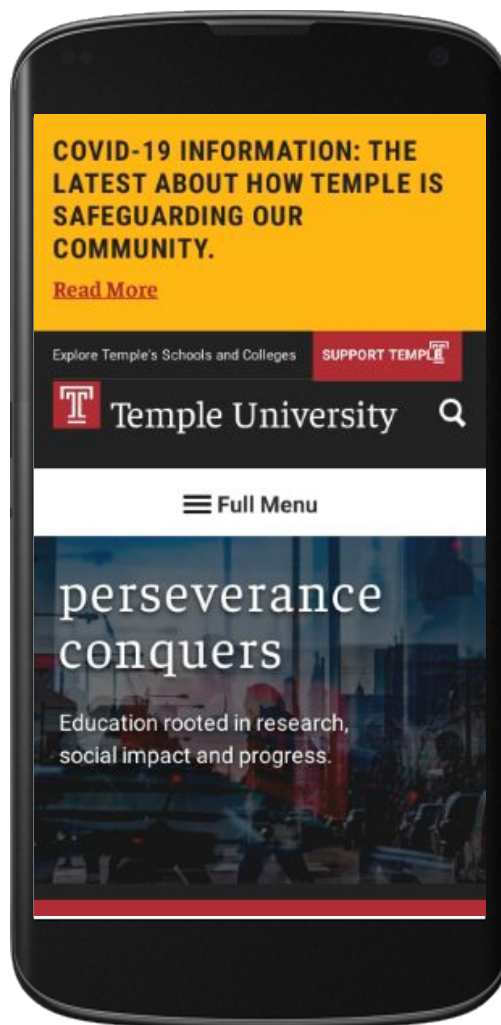 COVID-19 INFORMATION: THE
LATEST ABOUT HOW TEMPLE IS
SAFEGUARDING OUR
COMMUNITY.
Read More
Explore Temple's Schools and Colleges
SUPPORT TEMPLE
Temple University
Full Menu
perseverance
conquers
Education rooted in research,
social impact and progress.